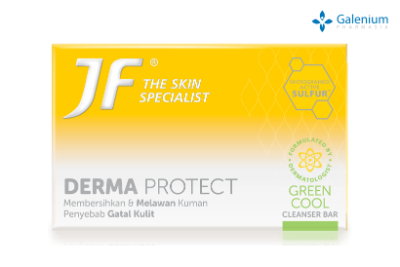 Galenium
JF®
THE SKIN
SPECIALIST
SULFUR
DERMA PROTECT
Membersihkan & Melawan Kuman
Penyebab Gatal Kulit
FORMULATED BY
DERMATOLOGIST
GREEN
COOL
CLEANSER BAR